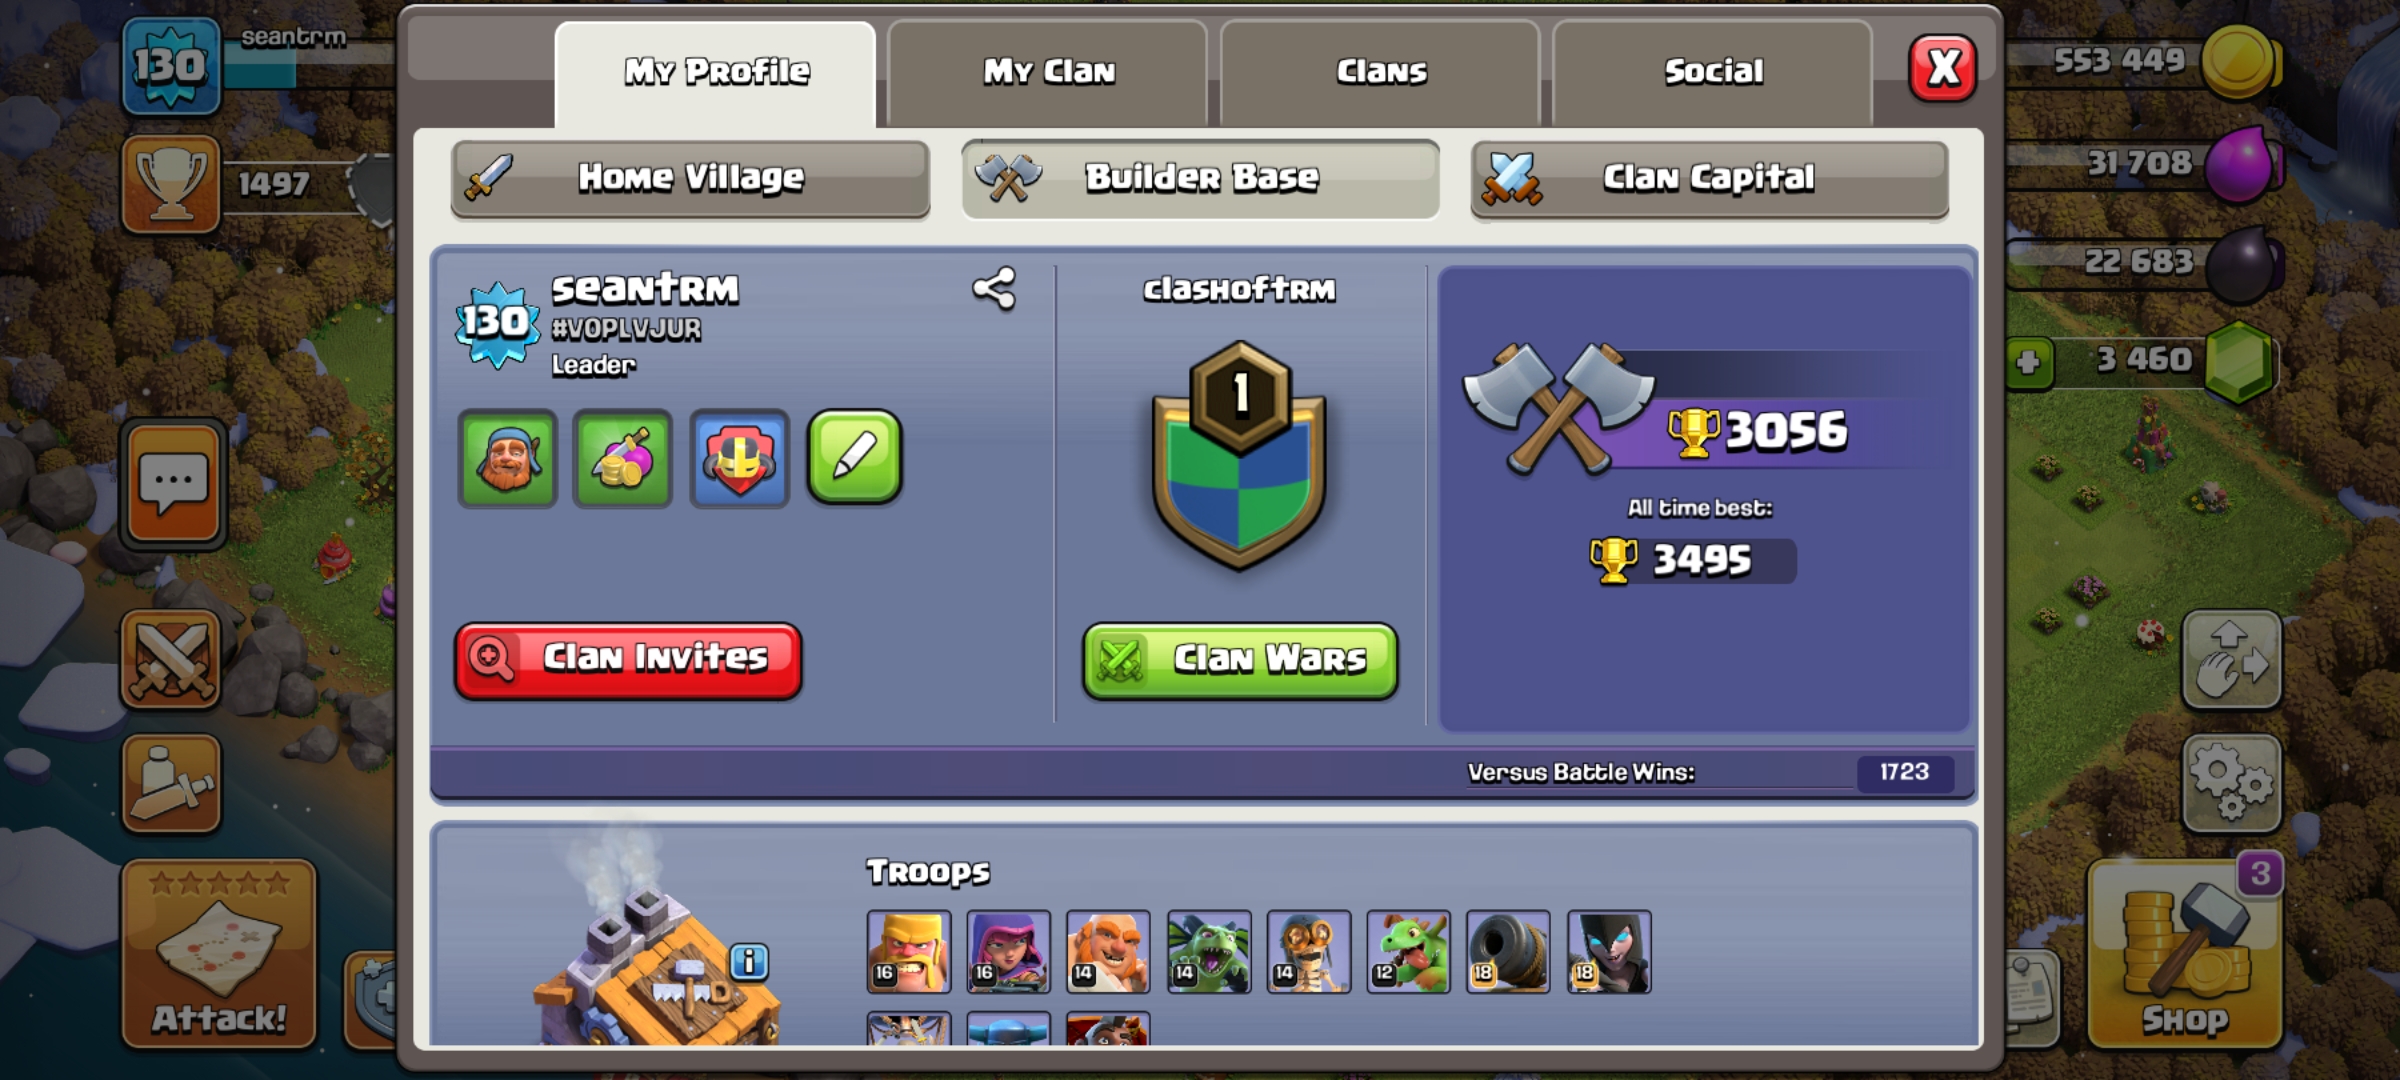 130
seantrm
1497
My Profile
My Clan
Clans
Social
X
553 449
31 708
22 683
3 460
Home Village
Builder Base
Clan Capital
130
seantrm
#VOPLVJUR
Leader
clashoftrm
1
3056
All time best:
3495
Clan Invites
Clan Wars
Versus Battle Wins:
1723
Troops
i
16
16
14
14
14
12
18
18
Attack!
3
Shop